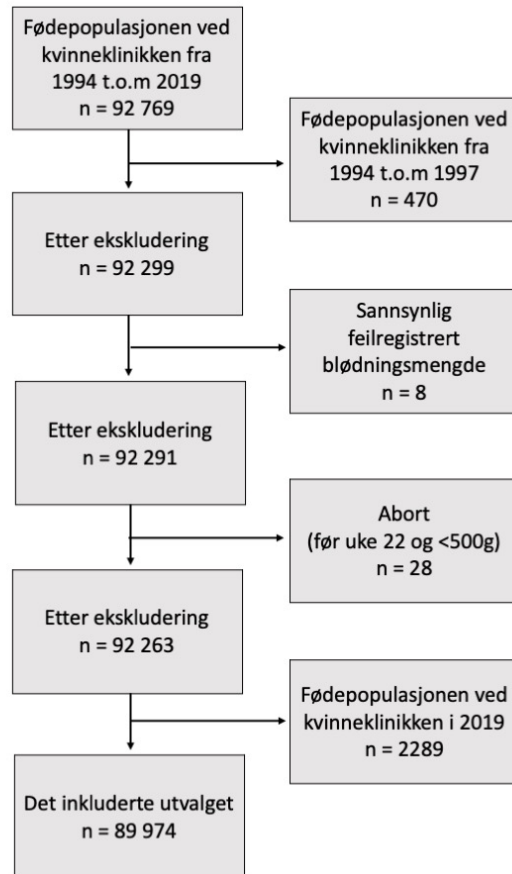 Fødepopulasjonen ved
kvinneklinikken fra
1994 t.o.m 2019
n = 92 769
Fødepopulasjonen ved
kvinneklinikken fra
1994 t.o.m 1997
n = 470
Etter ekskludering
n = 92 299
Sannsynlig
feilregistrert
blødningsmengde
n = 8
Etter ekskludering
n = 92 291
Abort
(før uke 22 og <500g)
n = 28
Etter ekskludering
n = 92 263
Fødepopulasjonen ved
kvinneklinikken i 2019
n = 2289
Det inkluderte utvalget
n = 89 974